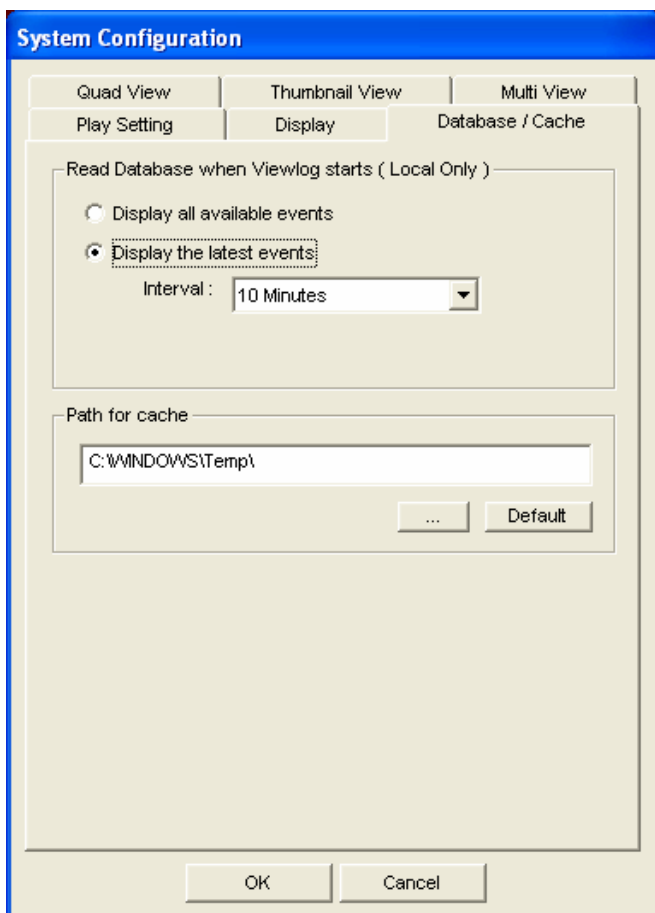 System Configuration
Quad View Thumbnail View Multi View
Play Setting Display Database / Cache
Read Database when Viewlog starts ( Local Only )
Display all available events
Display the latest events
Interval : 10 Minutes
Path for cache
C:\WINDOWS\Temp\
... Default
OK Cancel